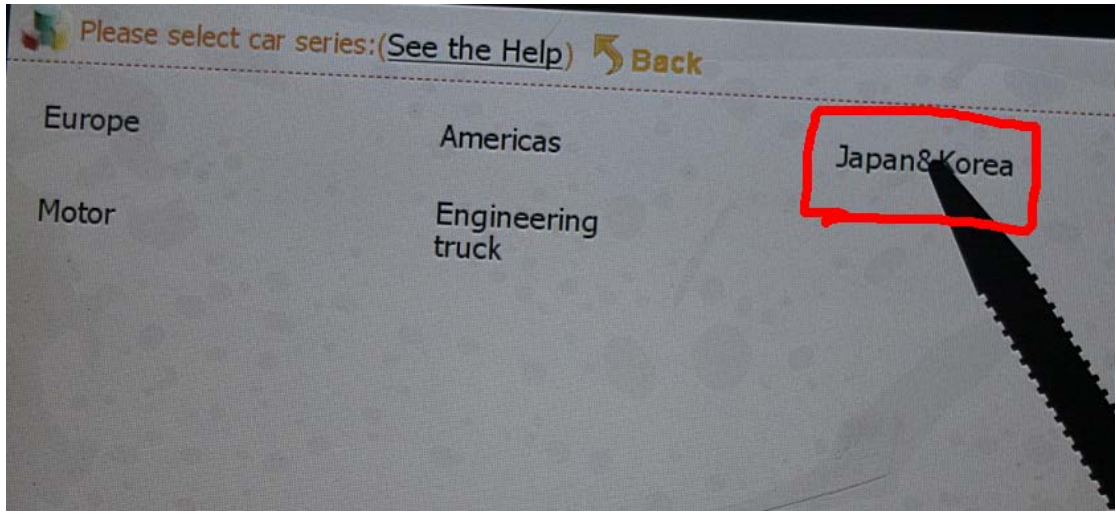 Please select car series:(See the Help) Back
Europe
Americas
Japan&Korea
Motor
Engineering
truck